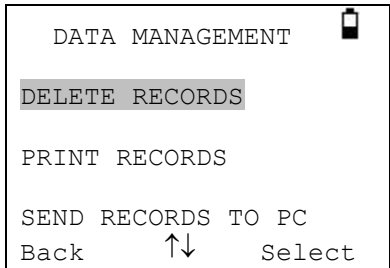 DATA MANAGEMENT
DELETE RECORDS
PRINT RECORDS
SEND RECORDS TO PC
Back ↑↓ Select